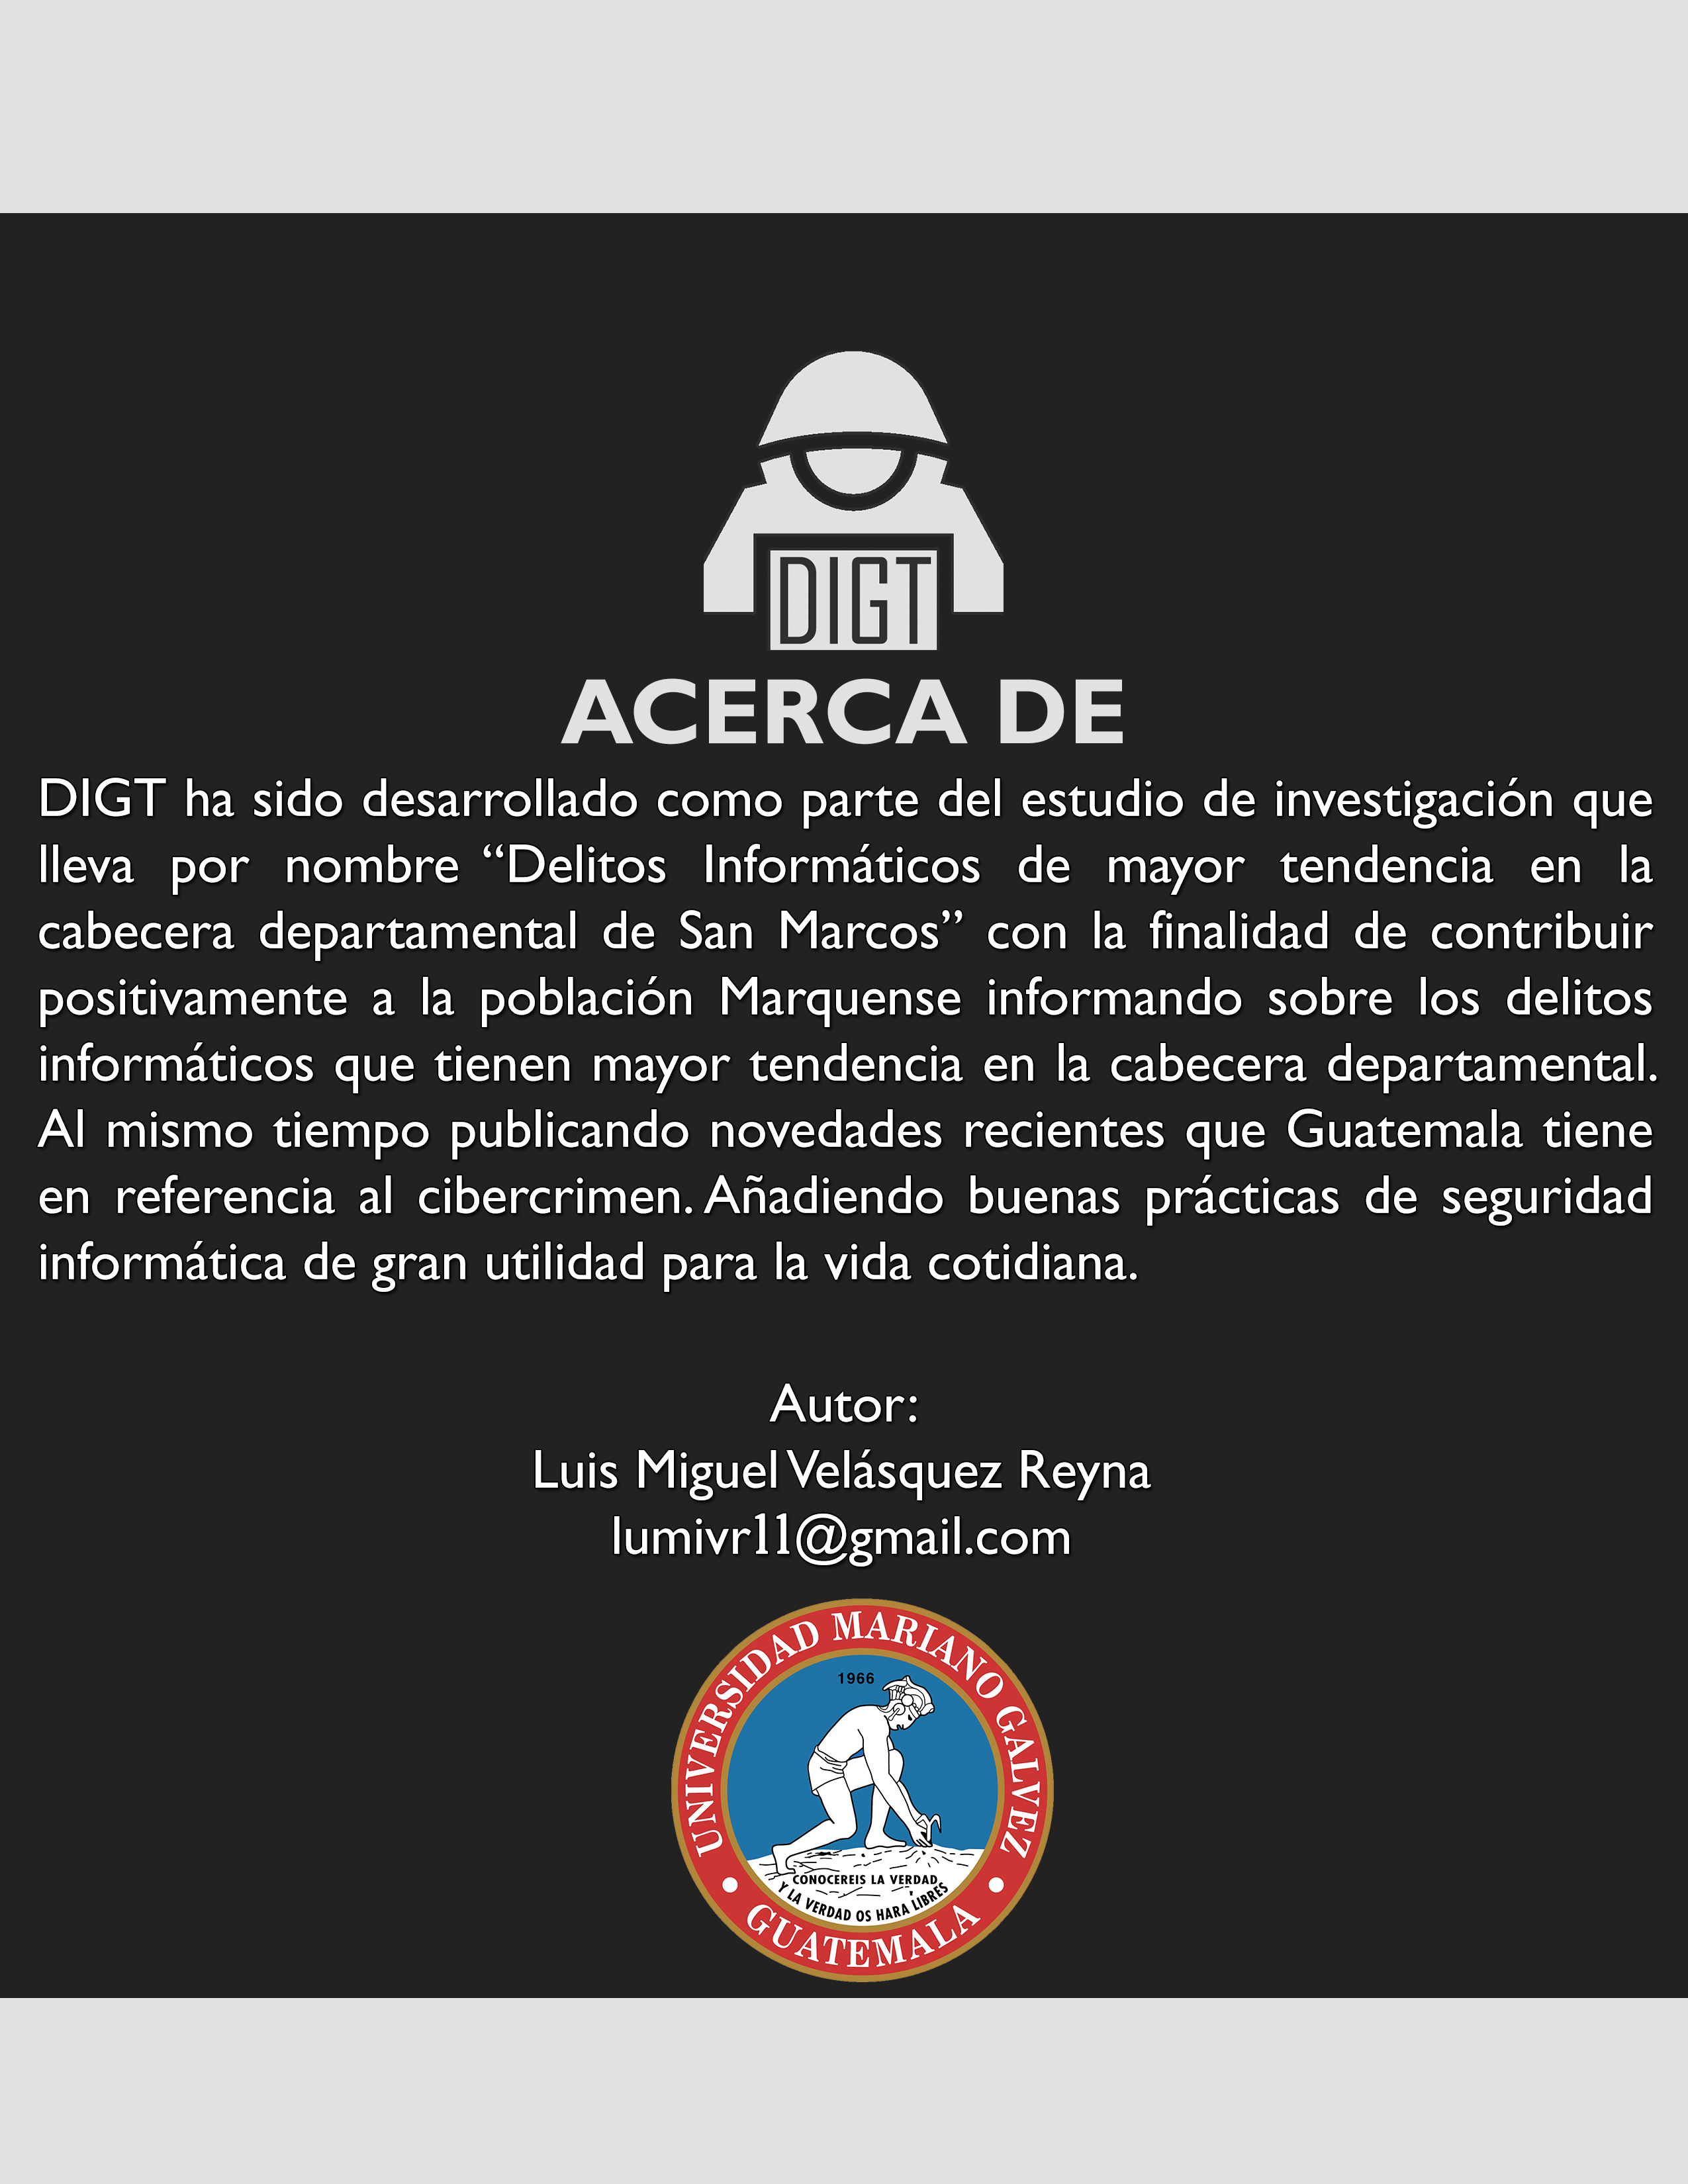 DIGT
ACERCA DE
DIGT ha sido desarrollado como parte del estudio de investigación que
lleva por nombre “Delitos Informáticos de mayor tendencia en la
cabecera departamental de San Marcos” con la finalidad de contribuir
positivamente a la población Marquense informando sobre los delitos
informáticos que tienen mayor tendencia en la cabecera departamental.
Al mismo tiempo publicando novedades recientes que Guatemala tiene
en referencia al cibercrimen. Añadiendo buenas prácticas de seguridad
informática de gran utilidad para la vida cotidiana.
Autor:
Luis Miguel Velásquez Reyna
lumivr11@gmail.com
UNIVERSIDAD MARIANO GALVEZ
1966
CONOCEREIS LA VERDAD
Y LA VERDAD OS HARA LIBRES
GUATEMALA